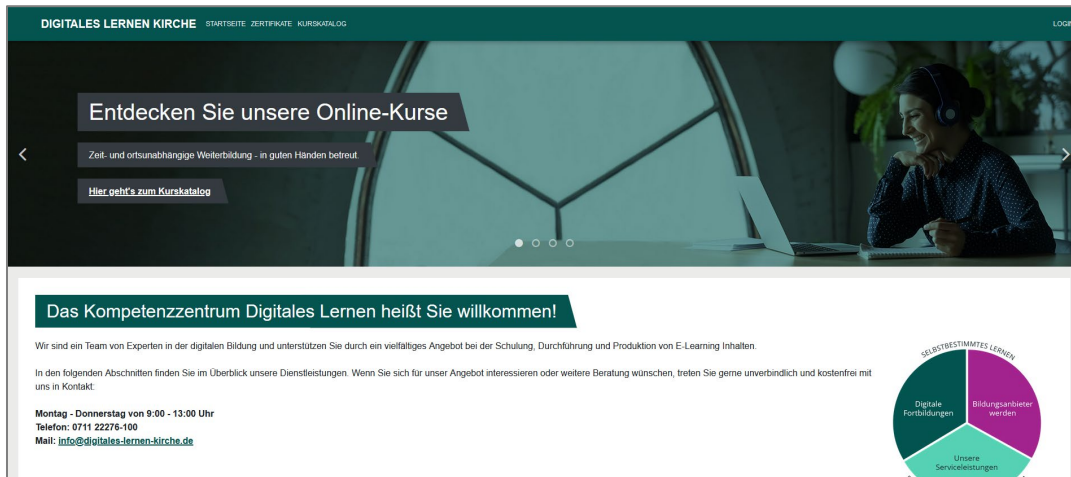 DIGITALES LERNEN KIRCHE STARTSEITE ZERTIFIKATE KURSKATALOG LOGIN
Entdecken Sie unsere Online-Kurse
Zeit- und ortsunabhängige Weiterbildung - in guten Händen betreut.
Hier geht's zum Kurskatalog
Das Kompetenzzentrum Digitales Lernen heißt Sie willkommen!
Wir sind ein Team von Experten in der digitalen Bildung und unterstützen Sie durch ein vielfältiges Angebot bei der Schulung, Durchführung und Produktion von E-Learning Inhalten.
In den folgenden Abschnitten finden Sie im Überblick unsere Dienstleistungen. Wenn Sie sich für unser Angebot interessieren oder weitere Beratung wünschen, treten Sie gerne unverbindlich und kostenfrei mit
uns in Kontakt:
Montag - Donnerstag von 9:00 - 13:00 Uhr
Telefon: 0711 22276-100
Mail: info@digitales-lernen-kirche.de
SELBSTBESTIMMTES LERNEN
Digitale
Fortbildungen
Bildungsanbieter
werden
Unsere
Serviceleistungen